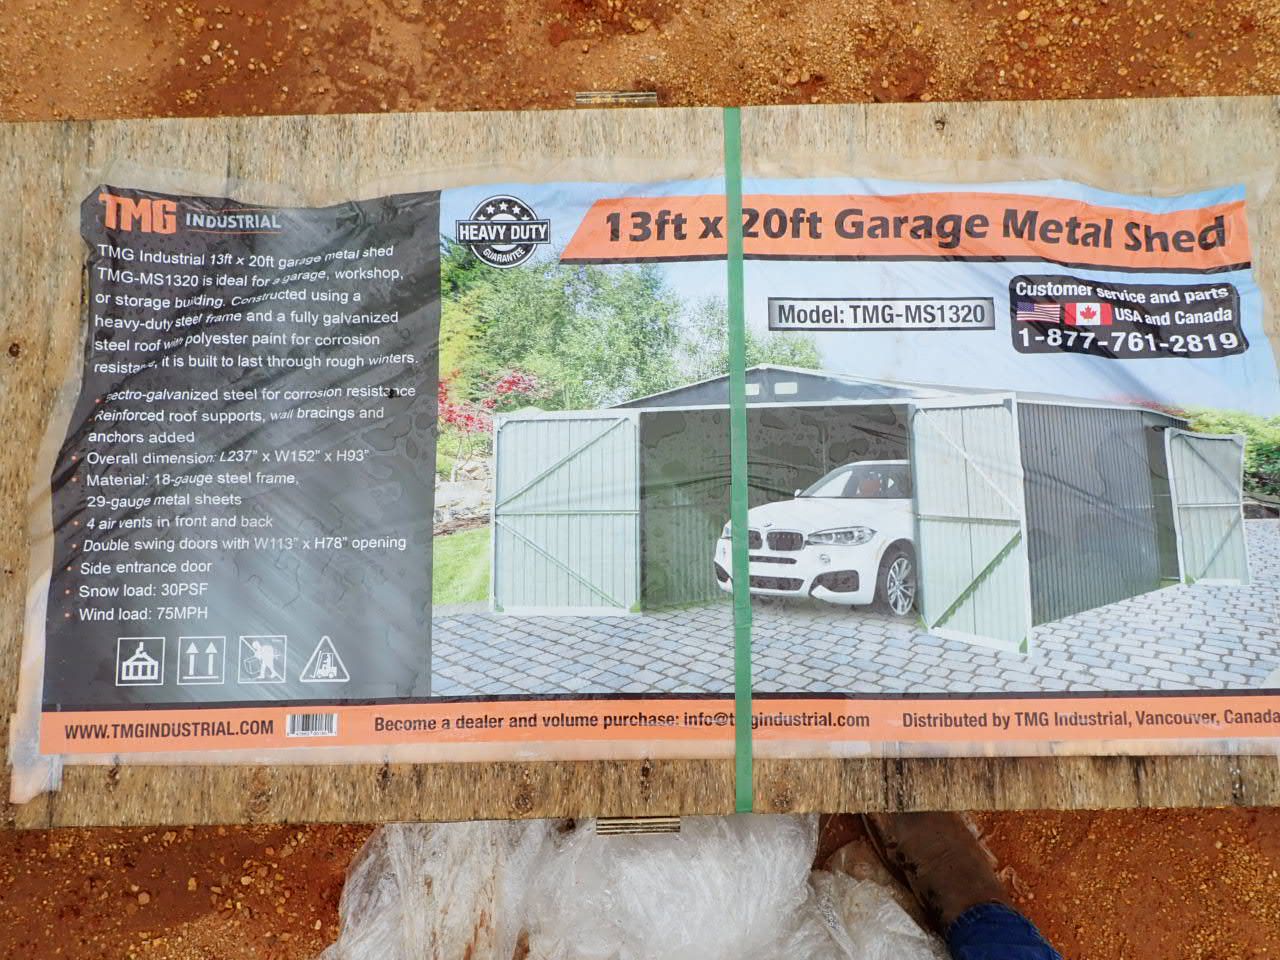 TMG INDUSTRIAL
TMG Industrial 13ft x 20ft garage metal shed
TMG-MS1320 is ideal for a garage, workshop,
or storage building. Constructed using a
heavy-duty steel frame and a fully galvanized
steel roof with polyester paint for corrosion
resistance, it is built to last through rough winters.
ectro-galvanized steel for corrosion resistance
Reinforced roof supports, wall bracings and
anchors added
Overall dimension: L237" x W152" x H93"
Material: 18-gauge steel frame,
29-gauge metal sheets
4 air vents in front and back
Double swing doors with W113" x H78" opening
Side entrance door
Snow load: 30PSF
Wind load: 75MPH
HEAVY DUTY
GUARANTEE
13ft x 20ft Garage Metal Shed
Model: TMG-MS1320
Customer service and parts
USA and Canada
1-877-761-2819
WWW.TMGINDUSTRIAL.COM
Become a dealer and volume purchase: info@tmgindustrial.com
Distributed by TMG Industrial, Vancouver, Canada